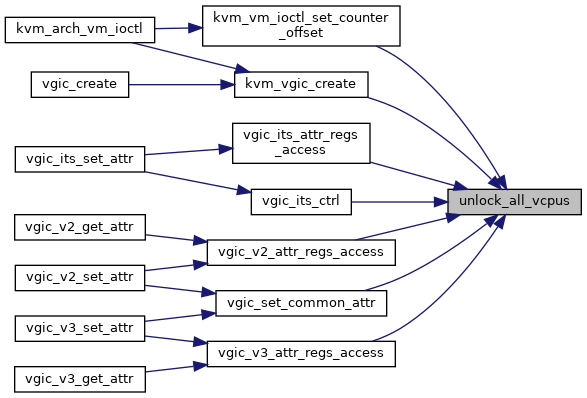 kvm_arch_vm_ioctl
kvm_vm_ioctl_set_counter
_offset
vgic_create
kvm_vgic_create
vgic_its_set_attr
vgic_its_attr_regs
_access
vgic_its_ctrl
unlock_all_vcpus
vgic_v2_get_attr
vgic_v2_attr_regs_access
vgic_v2_set_attr
vgic_set_common_attr
vgic_v3_set_attr
vgic_v3_attr_regs_access
vgic_v3_get_attr